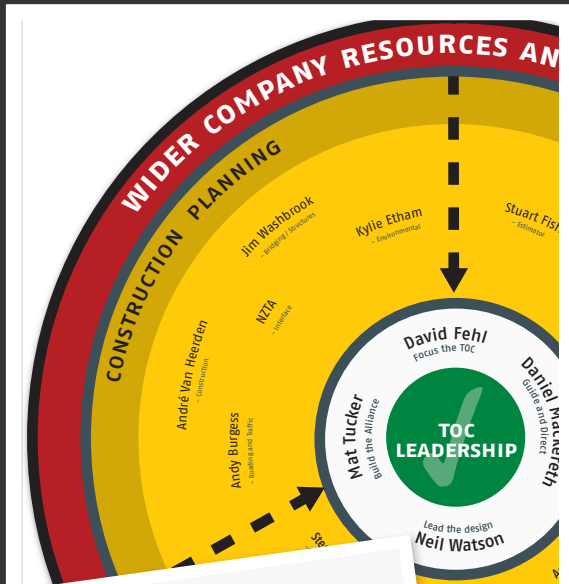 WIDER COMPANY RESOURCES AN
CONSTRUCTION PLANNING
Jim Washbrook
– Bridging / Structures
Kylie Etham
– Environmental
Stuart
– Estimator
NZTA
– Interface
André Van Heerden
– Construction
Andy Burgess
– Roading and Traffic
David Fehl
Focus the TOC
Daniel Mackereth
Guide and Direct
Mat Tucker
Build the Alliance
TOC
LEADERSHIP
Lead the design
Neil Watson